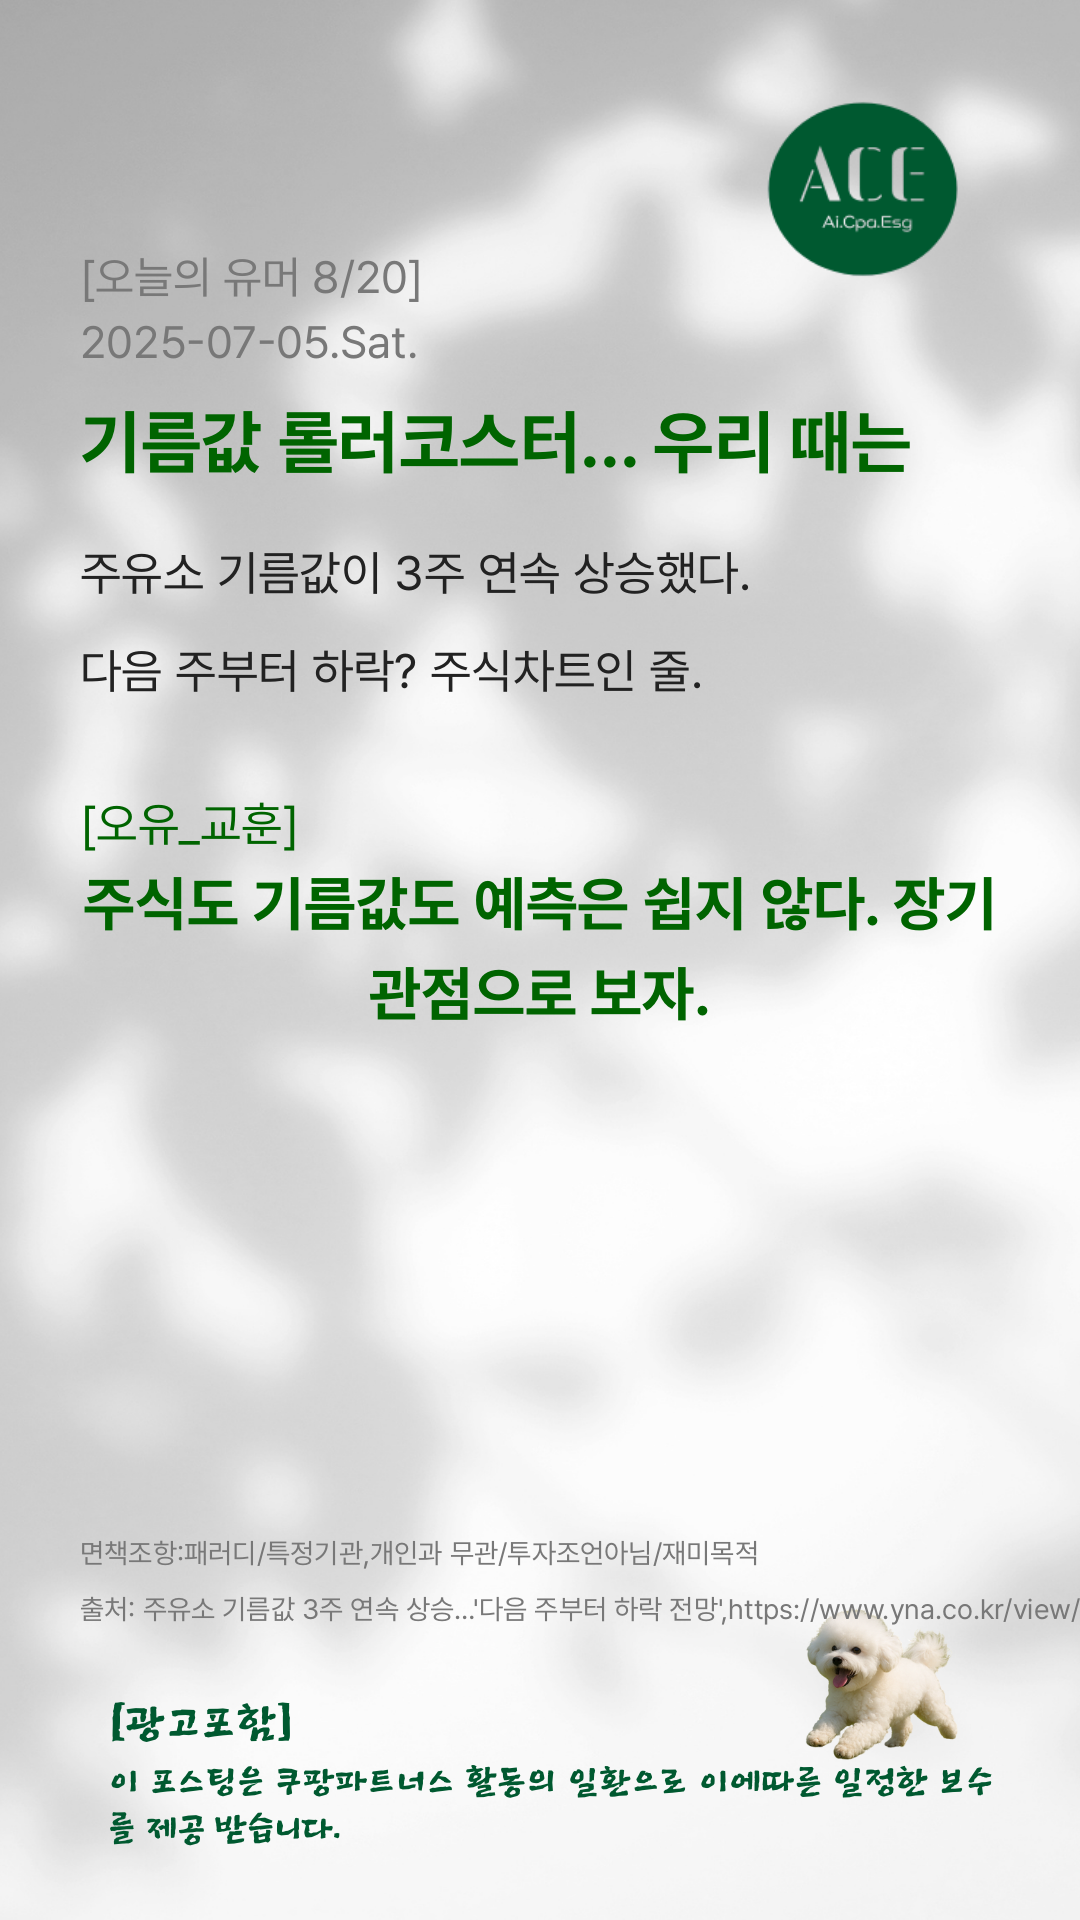 ACE
Ai.Cpa.Esg
[오늘의 유머 8/20]
2025-07-05.Sat.
기름값 롤러코스터... 우리 때는
주유소 기름값이 3주 연속 상승했다.
다음 주부터 하락? 주식차트인 줄.
[오유_교훈]
주식도 기름값도 예측은 쉽지 않다. 장기
관점으로 보자.
면책조항:패러디/특정기관,개인과 무관/투자조언아님/재미목적
출처: 주유소 기름값 3주 연속 상승...'다음 주부터 하락 전망',https://www.yna.co.kr/view/
[광고포함]
이 포스팅은 쿠팡파트너스 활동의 일환으로 이에따른 일정한 보수
를 제공 받습니다.